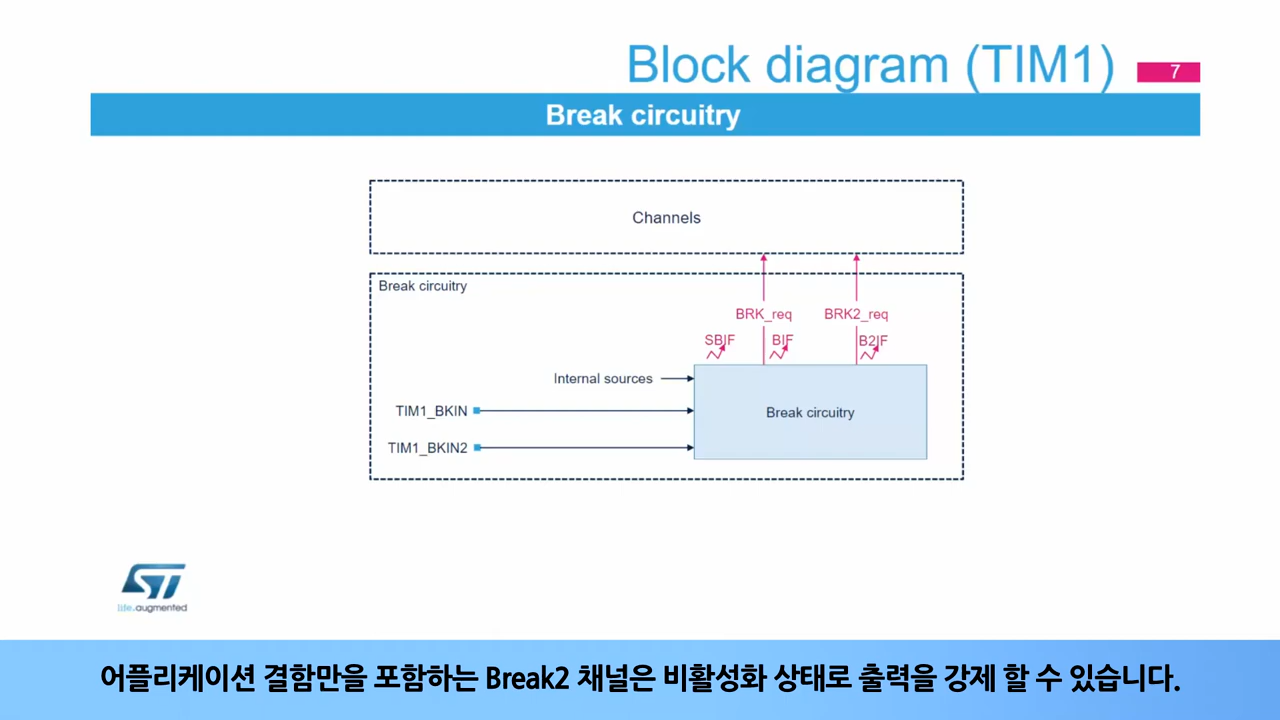 Block diagram (TIM1)
7
Break circuitry
Channels
Break circuitry
BRK_req
BRK2_req
SBIF
BIF
B2IF
Internal sources
TIM1_BKIN
Break circuitry
TIM1_BKIN2
ST
life.augmented
어플리케이션 결함만을 포함하는 Break2 채널은 비활성화 상태로 출력을 강제 할 수 있습니다.